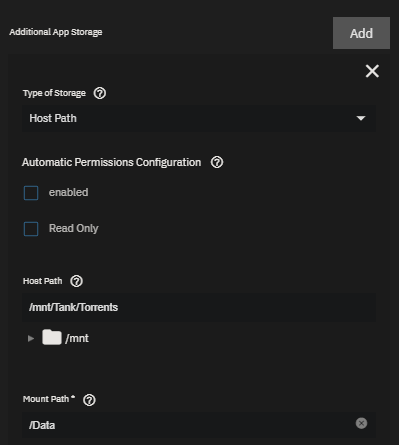 Additional App Storage
Add
Type of Storage
Host Path
Automatic Permissions Configuration
enabled
Read Only
Host Path
/mnt/Tank/Torrents
/mnt
Mount Path *
/Data